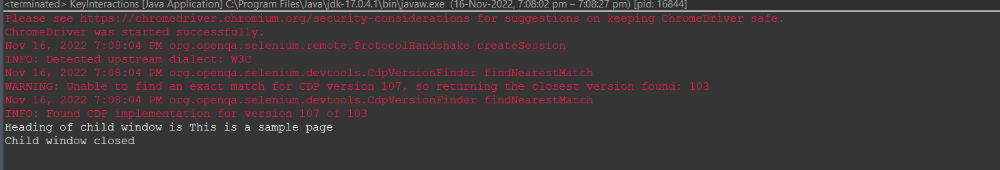 <terminated> KeyInteractions [Java Application] C:\Program Files\Java\jdk-17.0.4.1\bin\javaw.exe (16-Nov-2022, 7:08:02 pm – 7:08:27 pm) [pid: 16844]
Please see https://chromedriver.chromium.org/security-considerations for suggestions on keeping ChromeDriver safe.
ChromeDriver was started successfully.
Nov 16, 2022 7:08:04 PM org.openqa.selenium.remote.ProtocolHandshake createSession
INFO: Detected upstream dialect: W3C
Nov 16, 2022 7:08:04 PM org.openqa.selenium.devtools.CdpVersionFinder findNearestMatch
WARNING: Unable to find an exact match for CDP version 107, so returning the closest version found: 103
Nov 16, 2022 7:08:04 PM org.openqa.selenium.devtools.CdpVersionFinder findNearestMatch
INFO: Found CDP implementation for version 107 of 103
Heading of child window is This is a sample page
Child window closed